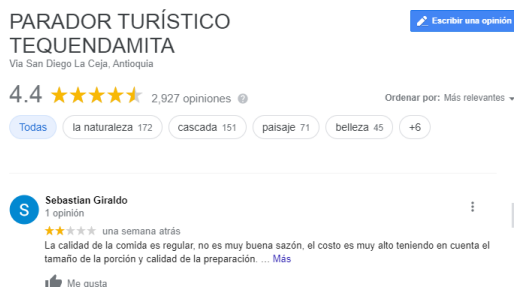 PARADOR TURÍSTICO
TEQUENDAMITA
Via San Diego La Ceja, Antioquia
Escribir una opinión
4.4 2,927 opiniones
Ordenar por: Más relevantes
Todas la naturaleza 172 cascada 151 paisaje 71 belleza 45 +6
S
Sebastian Giraldo
1 opinión
una semana atrás
La calidad de la comida es regular, no es muy buena sazón, el costo es muy alto teniendo en cuenta el
tamaño de la porción y calidad de la preparación. ... Más
Me gusta